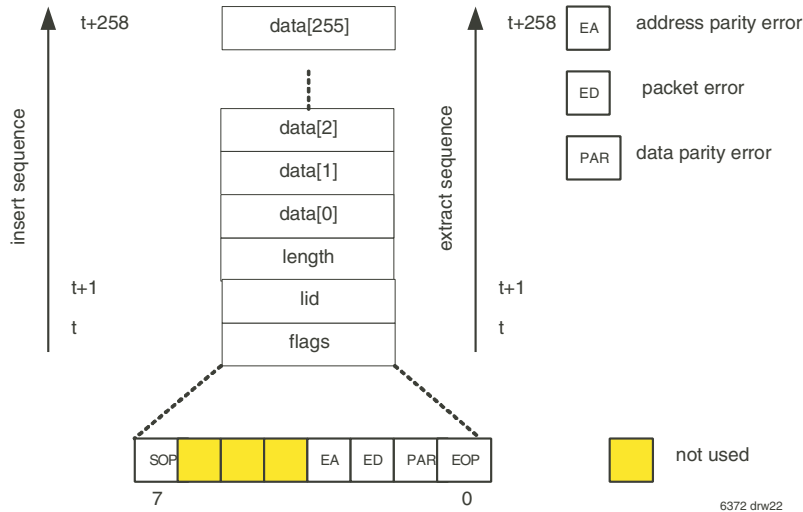 t+258
data[255]
t+258
EA
address parity error
ED
packet error
PAR
data parity error
insert sequence
extract sequence
data[2]
data[1]
data[0]
length
lid
flags
t+1
t
t+1
t
SOP
EA
ED
PAR
EOP
7
0
not used
6372 drw22